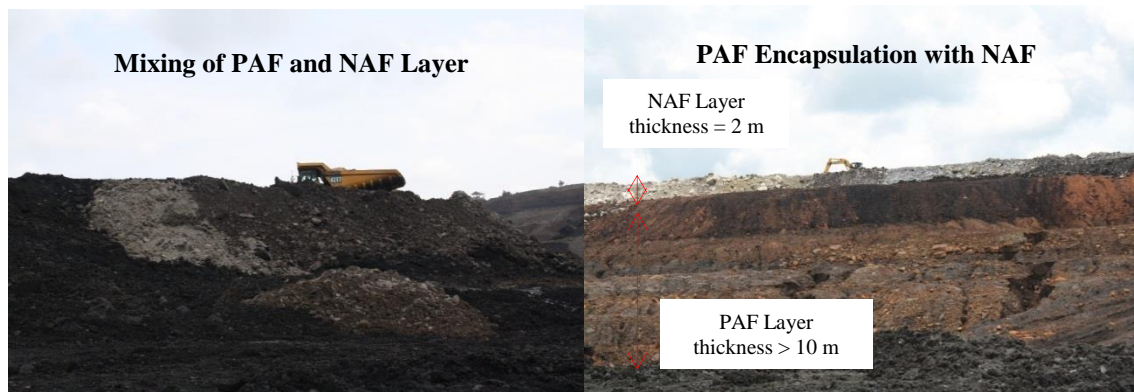 Mixing of PAF and NAF Layer
PAF Encapsulation with NAF
NAF Layer
thickness = 2 m
PAF Layer
thickness > 10 m